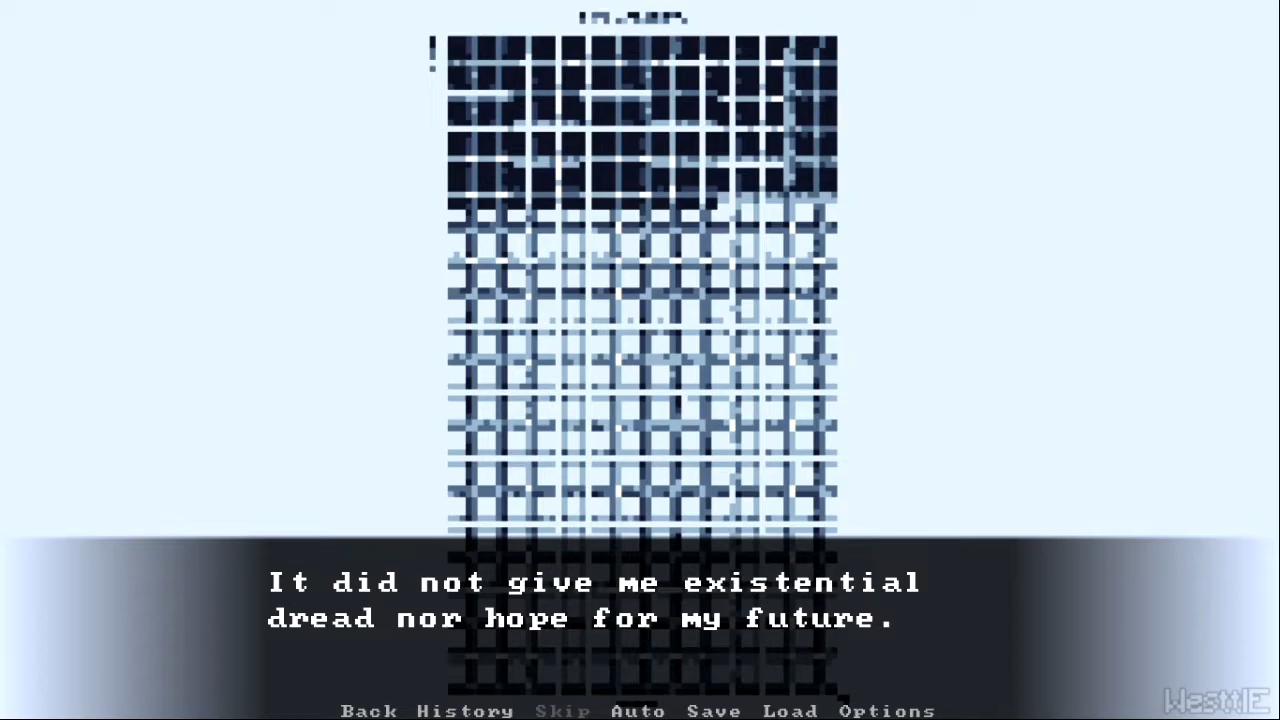 It did not give me existential
dread nor hope for my future.
Back History Skip Auto Save Load Options
WasttIE